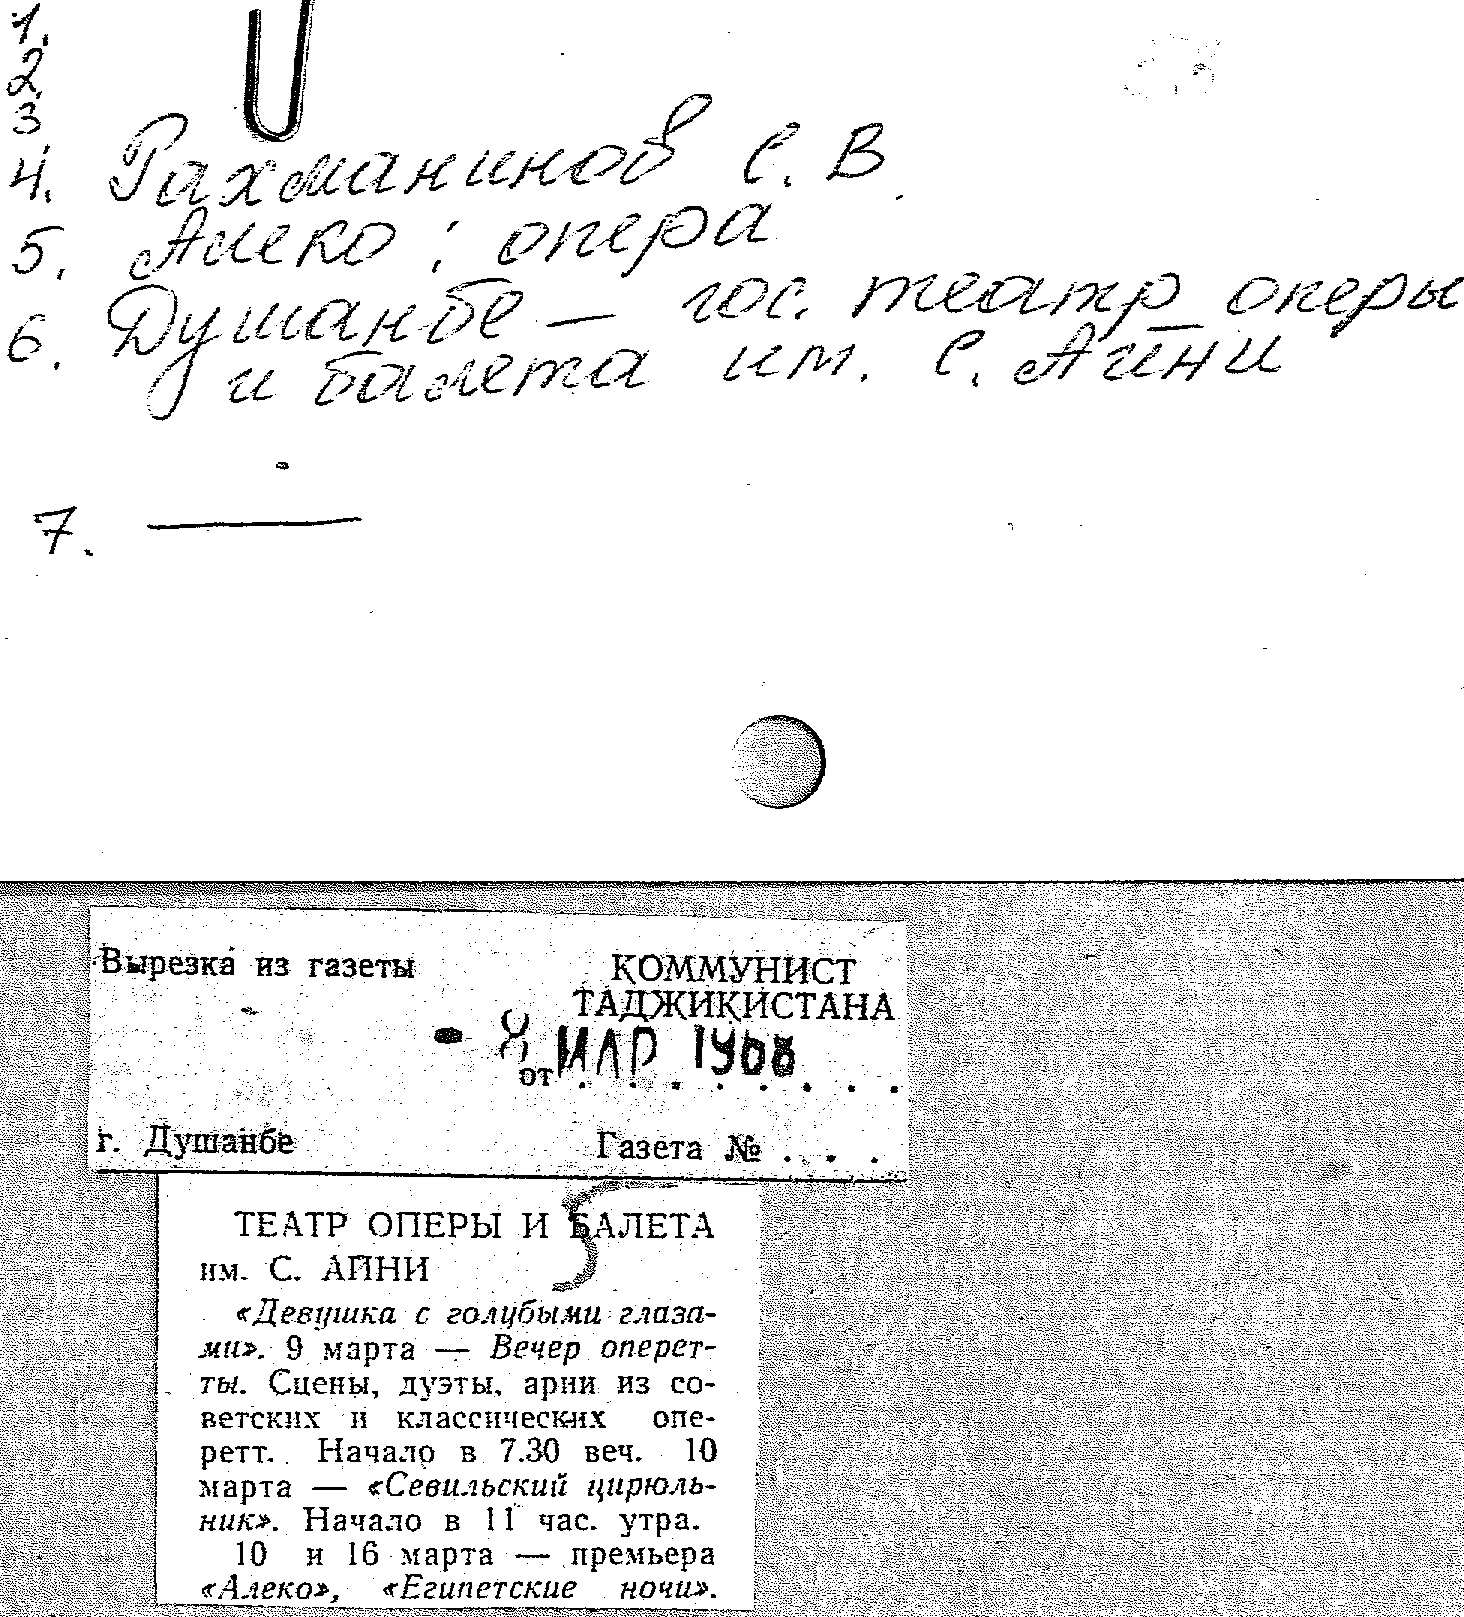 1.
2.
3
4. Рахманинов С. В.
5. Алеко : опера
6. Душанбе — гос. театр оперы
и балета им. С. Айни
7. —
Вырезка из газеты
КОММУНИСТ
ТАДЖИКИСТАНА
- 8 МАР 1968
от . . . . . . . .
г. Душанбе
Газета № . . .
5
ТЕАТР ОПЕРЫ И БАЛЕТА
им. С. АЙНИ
«Девушка с голубыми глаза-
ми». 9 марта — Вечер оперет-
ты. Сцены, дуэты, арии из со-
ветских и классических опе-
ретт. Начало в 7.30 веч. 10
марта — «Севильский цирюль-
ник». Начало в 11 час. утра.
10 и 16 марта — премьера
«Алеко», «Египетские ночи».